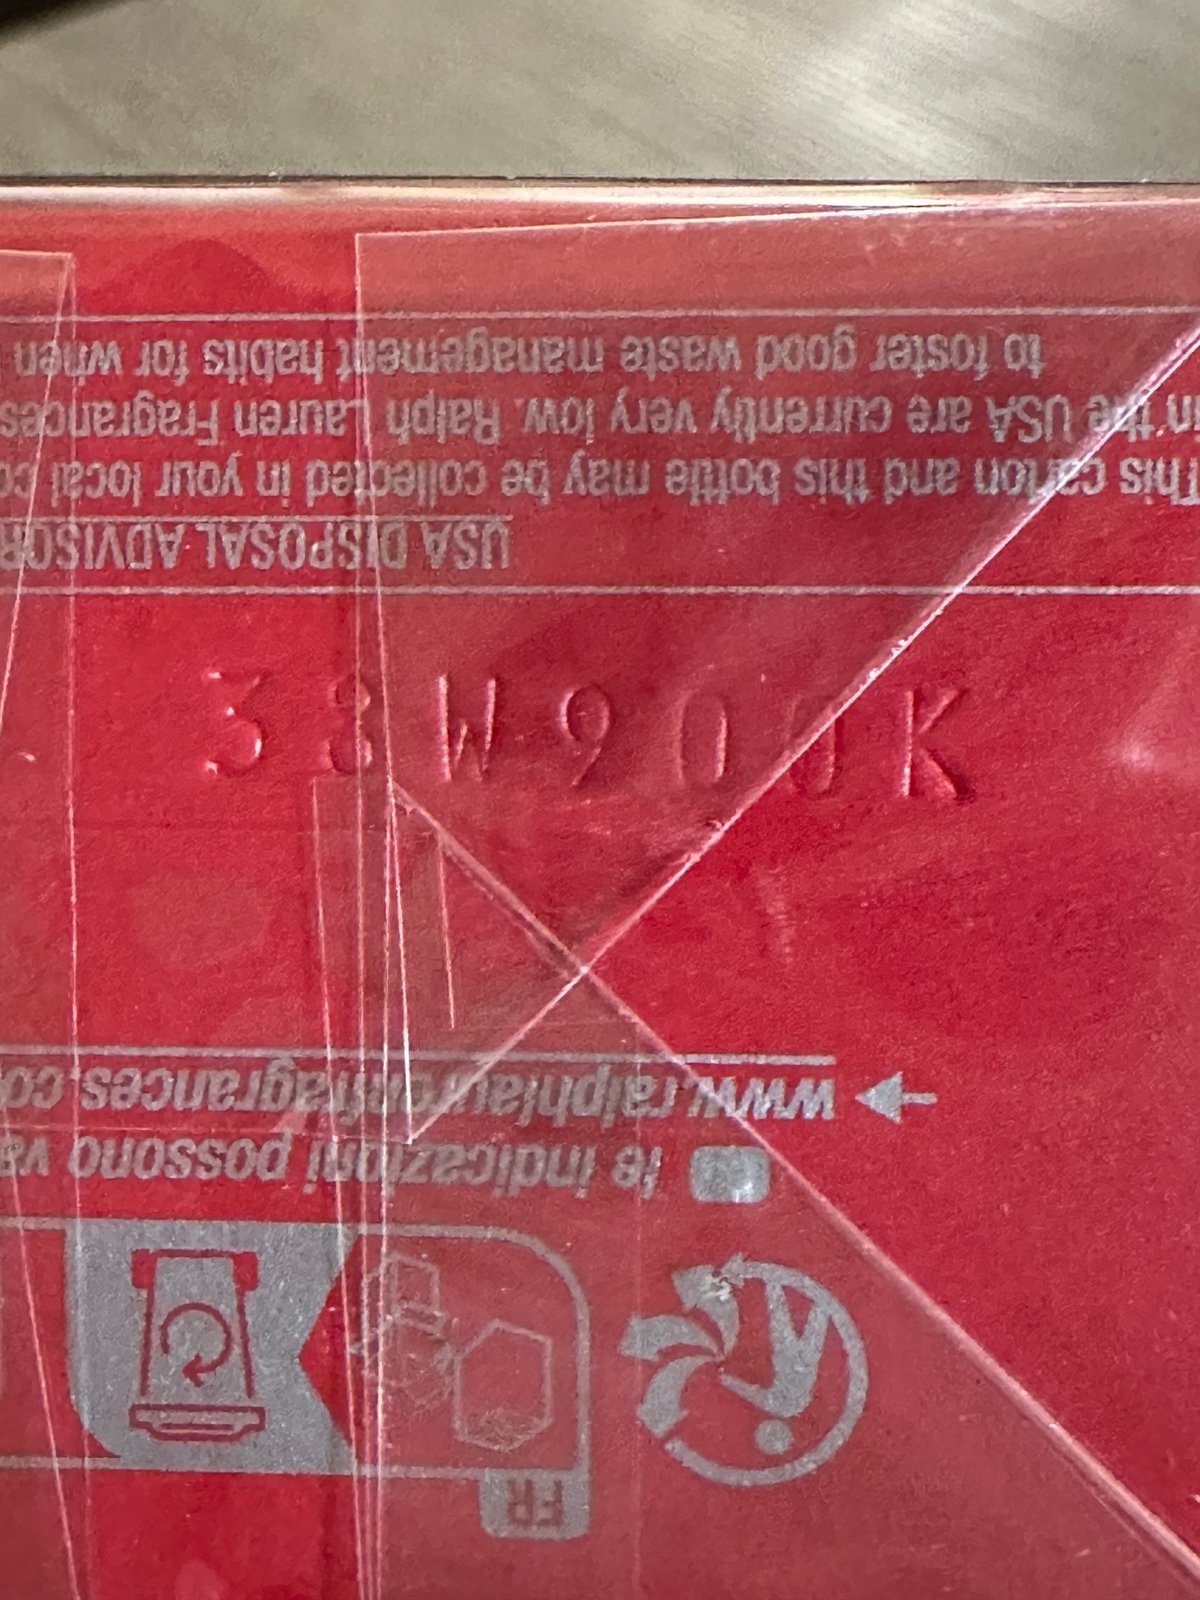 FR
le indicazioni possono va
www.ralphlaurenfragrances.co
38W900K
USA DISPOSAL ADVISOR
This carton and this bottle may be collected in your local co
in the USA are currently very low. Ralph Lauren Fragrances
to foster good waste management habits for when